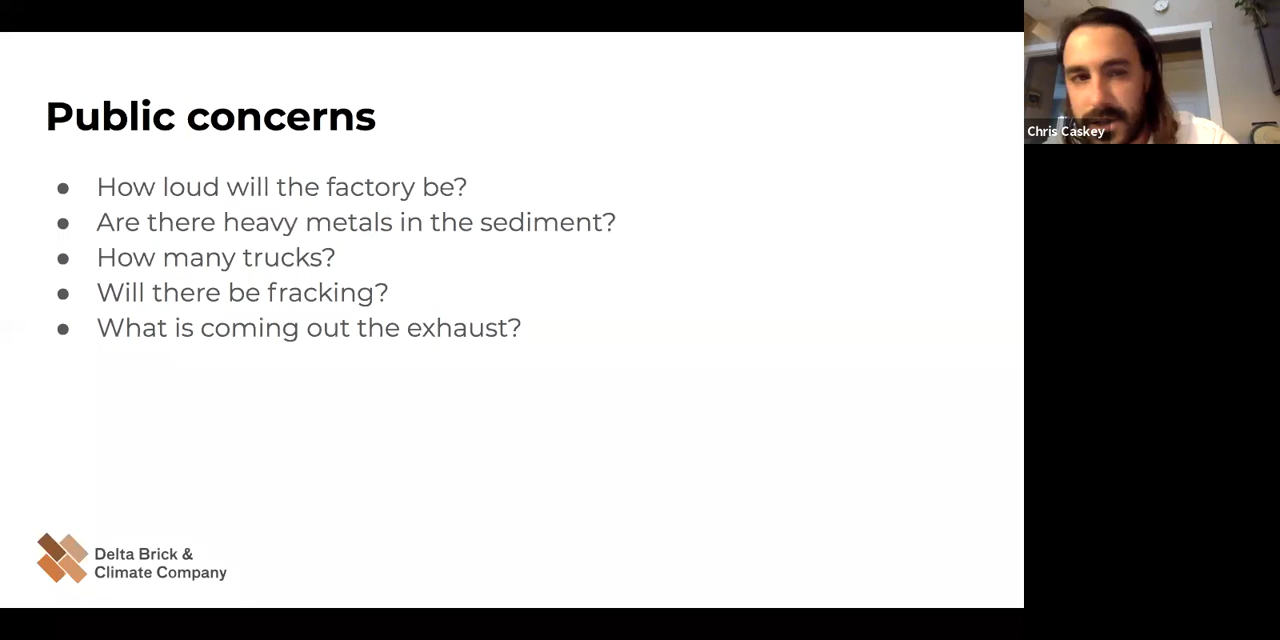 Public concerns
● How loud will the factory be?
● Are there heavy metals in the sediment?
● How many trucks?
● Will there be fracking?
● What is coming out the exhaust?
Delta Brick &
Climate Company
Chris Caskey